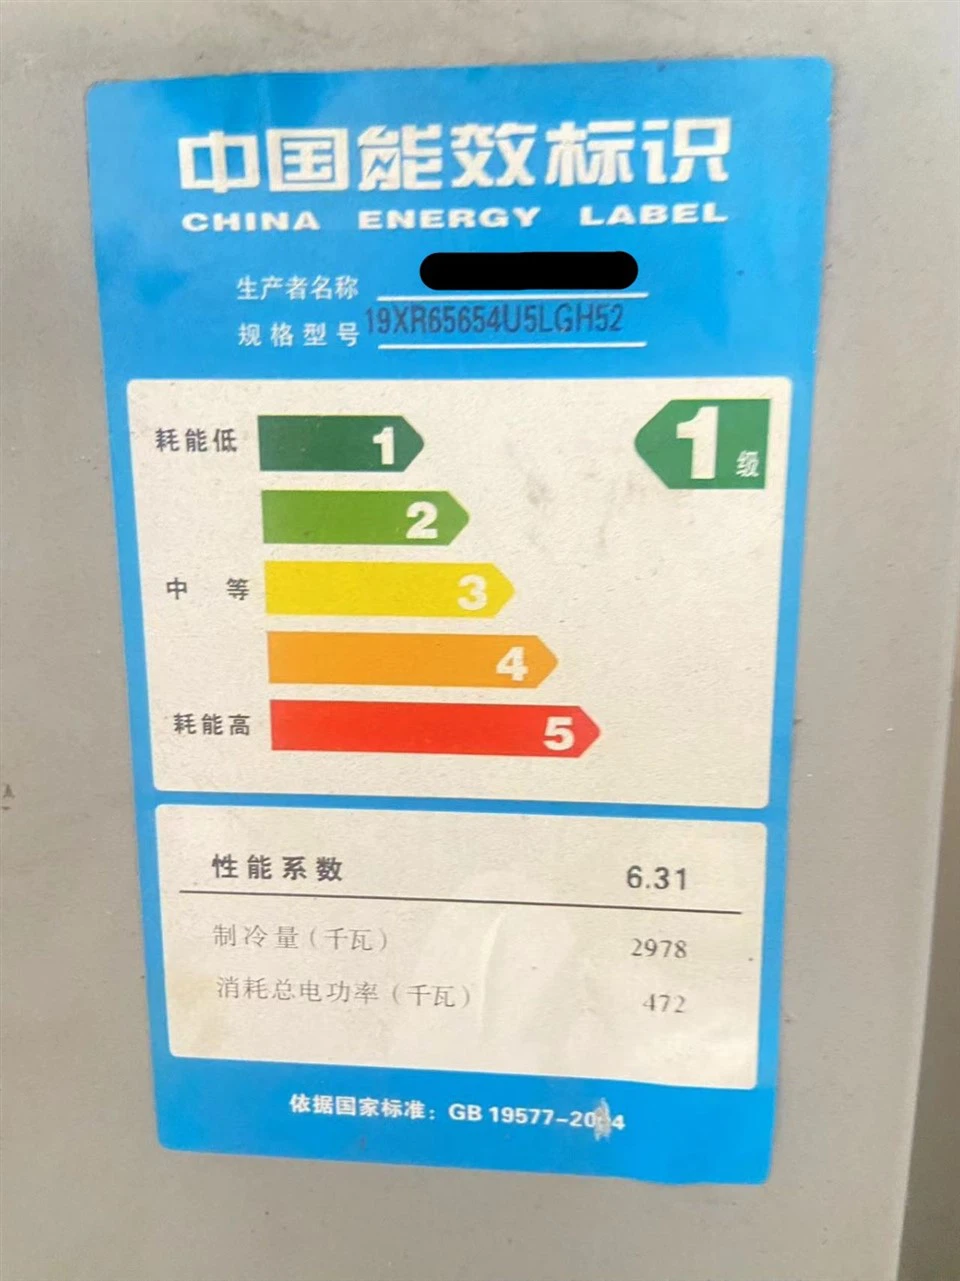 中国能效标识
CHINA ENERGY LABEL
生产者名称
规格型号 19XR65654U5LGH52
耗能低 1 1级
2
中 等 3
4
耗能高 5
性能系数 6.31
制冷量(千瓦) 2978
消耗总电功率(千瓦) 472
依据国家标准: GB 19577-2004